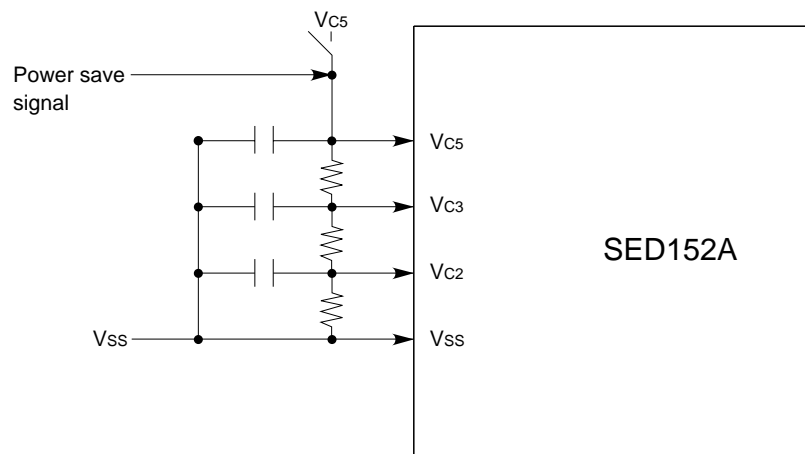 VC5
Power save
signal
VC5
VC3
SED152A
VC2
VSS
VSS